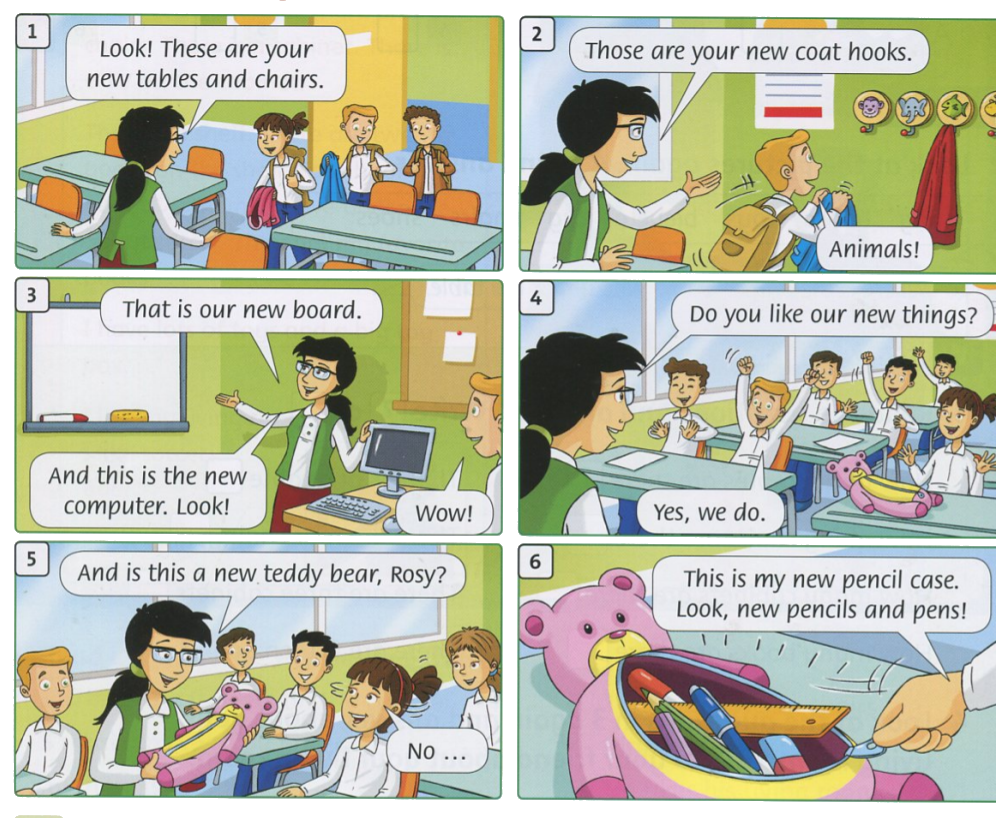 1
Look! These are your
new tables and chairs.
2
Those are your new coat hooks.
Animals!
3
That is our new board.
And this is the new
computer. Look!
Wow!
4
Do you like our new things?
Yes, we do.
5
And is this a new teddy bear, Rosy?
No ...
6
This is my new pencil case.
Look, new pencils and pens!